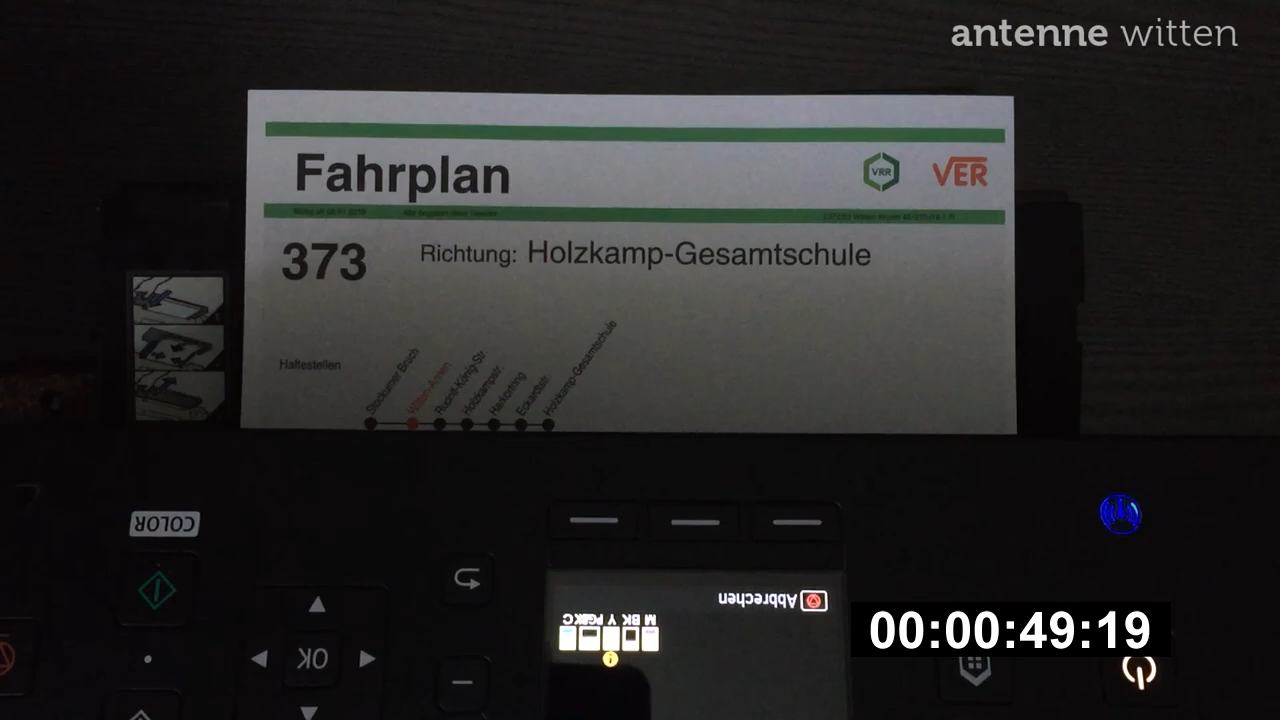 antenne witten
Fahrplan
VRR
VER
373
Richtung: Holzkamp-Gesamtschule
Haltestellen
Stockumer Bruch
Witten-Annen
Rudolf-König-Str.
Holzkampstr.
Harkortring
Eckardtstr.
Holzkamp-Gesamtschule
COLOR
Abbrechen
M BK Y PGBK C
00:00:49:19
OK